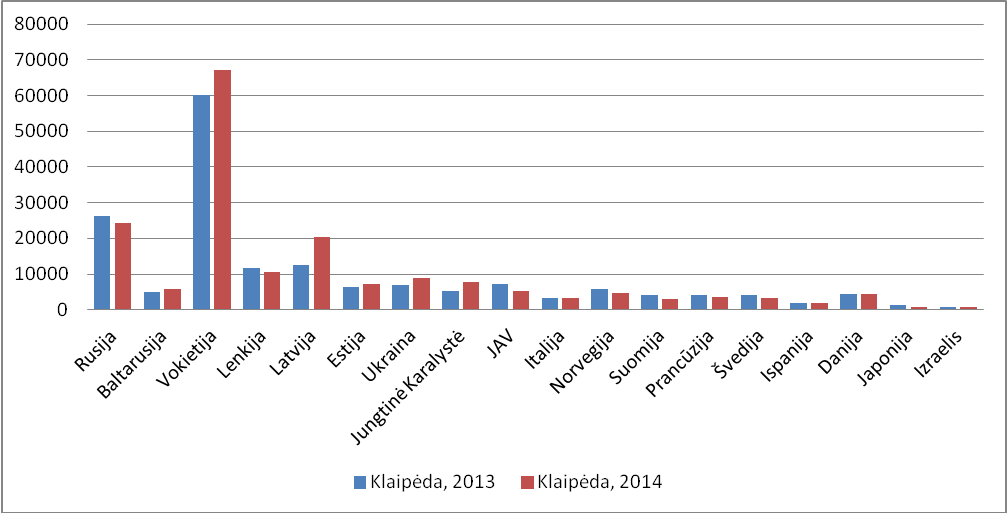 80000
70000
60000
50000
40000
30000
20000
10000
0
Rusija
Baltarusija
Vokietija
Lenkija
Latvija
Estija
Ukraina
Jungtinė Karalystė
JAV
Italija
Norvegija
Suomija
Prancūzija
Švedija
Ispanija
Danija
Japonija
Izraelis
Klaipėda, 2013
Klaipėda, 2014